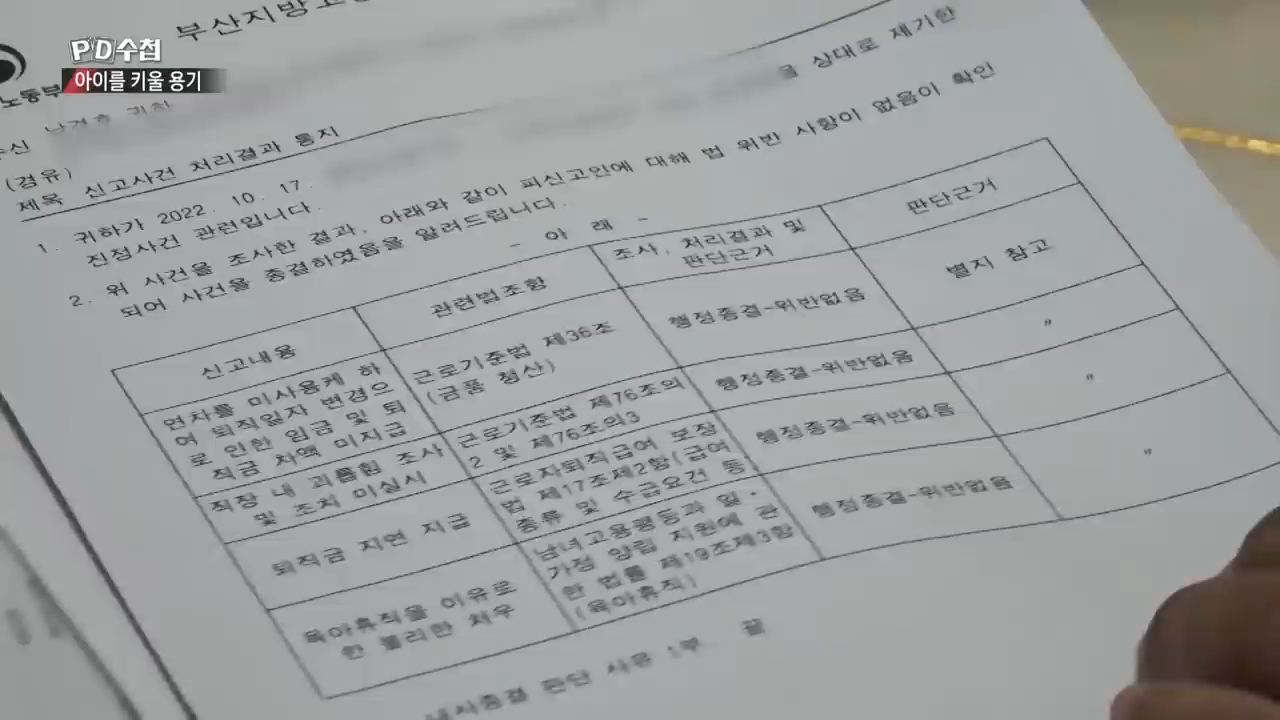 PD수첩
아이를 키울 용기
부산지방고
노동부
수신
(경유)
제목 신고사건 처리결과 통지
1. 귀하가 2022. 10. 17. 을 상대로 제기한
진정사건 관련입니다.
2. 위 사건을 조사한 결과, 아래와 같이 피신고인에 대해 법 위반 사항이 없음이 확인
되어 사건을 종결하였음을 알려드립니다.
- 아 래 -
신고내용 관련법조항 조사, 처리결과 및 판단근거 판단근거
연차를 미사용케 하
여 퇴직일자 변경으
로 인한 임금 및 퇴
직금 차액 미지급
근로기준법 제36조
(금품 청산)
행정종결-위반없음
별지 참고
직장 내 괴롭힘 조사
및 조치 미실시
근로기준법 제76조의
2 및 제76조의3
행정종결-위반없음
〃
퇴직금 지연 지급
근로자퇴직급여 보장
법 제17조제2항(급여
종류 및 수급요건 등)
행정종결-위반없음
〃
육아휴직을 이유로
한 불리한 처우
남녀고용평등과 일·
가정 양립 지원에 관
한 법률 제19조제3항
(육아휴직)
행정종결-위반없음
〃
내사종결 판단 사유 1부. 끝